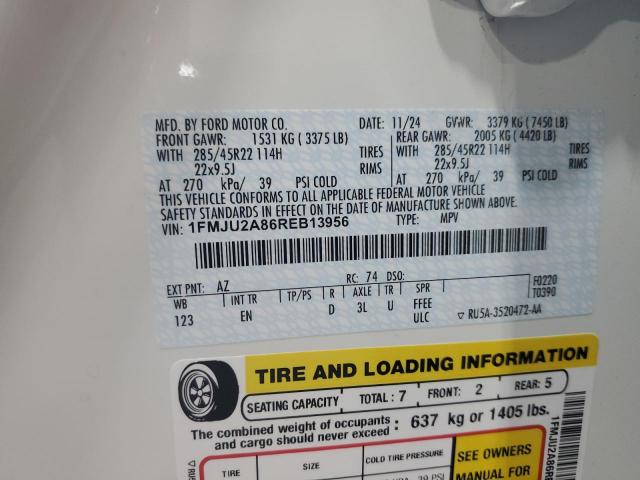 MFD. BY FORD MOTOR CO.
DATE: 11/24 GVWR: 3379 KG (7450 LB)
FRONT GAWR: 1531 KG (3375 LB)
REAR GAWR: 2005 KG (4420 LB)
WITH 285/45R22 114H TIRES
WITH 285/45R22 114H TIRES
22x9.5J RIMS
22x9.5J RIMS
AT 270 kPa/ 39 PSI COLD
AT 270 kPa/ 39 PSI COLD
THIS VEHICLE CONFORMS TO ALL APPLICABLE FEDERAL MOTOR VEHICLE
SAFETY STANDARDS IN EFFECT ON THE DATE OF MANUFACTURE SHOWN ABOVE.
VIN: 1FMJU2A86REB13956 TYPE: MPV
EXT PNT: AZ RC: 74 DSO: F0220
T0390
WB INT TR TP/PS R AXLE TR SPR
123 EN D 3L U FFEE
ULC ▽ RU5A-3520472-AA
TIRE AND LOADING INFORMATION
SEATING CAPACITY TOTAL : 7 FRONT: 2 REAR: 5
The combined weight of occupants and cargo should never exceed : 637 kg or 1405 lbs.
TIRE SIZE COLD TIRE PRESSURE
SEE OWNERS
MANUAL FOR
39 PSI
1FMJU2A86RE